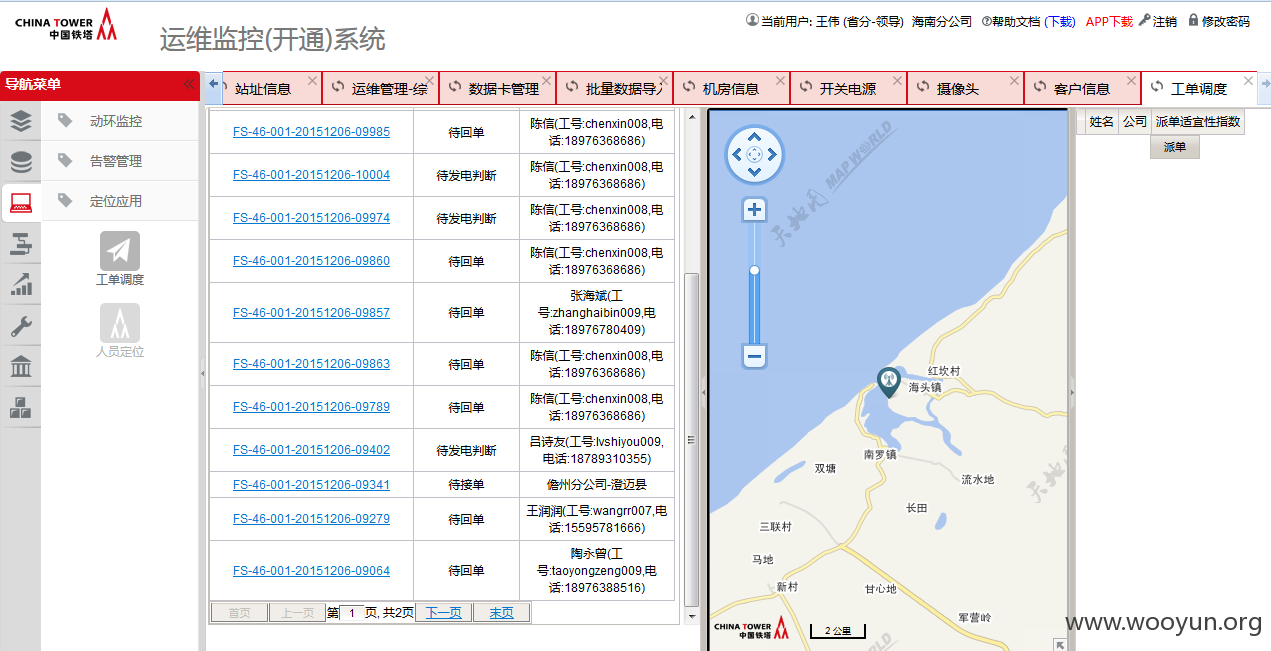 CHINA TOWER
中国铁塔
运维监控(开通)系统
当前用户: 王伟 (省分-领导) 海南分公司 帮助文档 (下载) APP下载 注销 修改密码
导航菜单
站址信息 运维管理-综 数据卡管理 批量数据导入 机房信息 开关电源 摄像头 客户信息 工单调度
动环监控
告警管理
定位应用
工单调度
人员定位
FS-46-001-20151206-09985 待回单 陈信(工号:chenxin008,电
话:18976368686)
FS-46-001-20151206-10004 待发电判断 陈信(工号:chenxin008,电
话:18976368686)
FS-46-001-20151206-09974 待发电判断 陈信(工号:chenxin008,电
话:18976368686)
FS-46-001-20151206-09860 待回单 陈信(工号:chenxin008,电
话:18976368686)
FS-46-001-20151206-09857 待回单 张海斌(工
号:zhanghaibin009,电
话:18976780409)
FS-46-001-20151206-09863 待回单 陈信(工号:chenxin008,电
话:18976368686)
FS-46-001-20151206-09789 待回单 陈信(工号:chenxin008,电
话:18976368686)
FS-46-001-20151206-09402 待发电判断 吕诗友(工号:lvshiyou009,
电话:18789310355)
FS-46-001-20151206-09341 待接单 儋州分公司-澄迈县
FS-46-001-20151206-09279 待回单 王润润(工号:wangrr007,电
话:15595781666)
FS-46-001-20151206-09064 待回单 陶永曾(工
号:taoyongzeng009,电
话:18976388516)
首页 上一页 第 1 页, 共2页 下一页 末页
天地图 MAP WORLD
红坎村
海头镇
南罗镇
双塘
流水地
天地
长田
三联村
马地
新村
甘心地
军营岭
CHINA TOWER
中国铁塔
2 公里
姓名 公司 派单适宜性指数
派单
www.wooyun.org